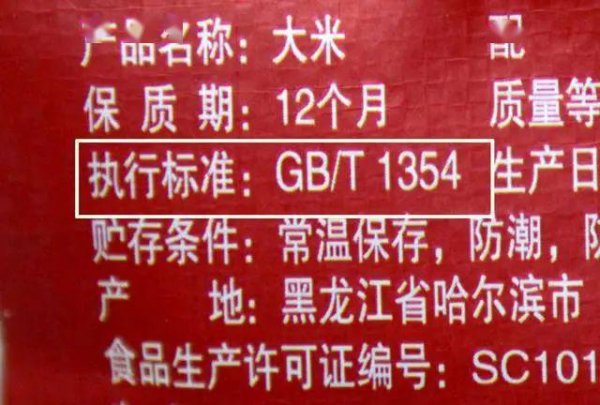 产品名称：大米 配
保质期：12个月 质量等
执行标准：GB/T 1354 生产日
贮存条件：常温保存，防潮，防
产地：黑龙江省哈尔滨市
食品生产许可证编号：SC101